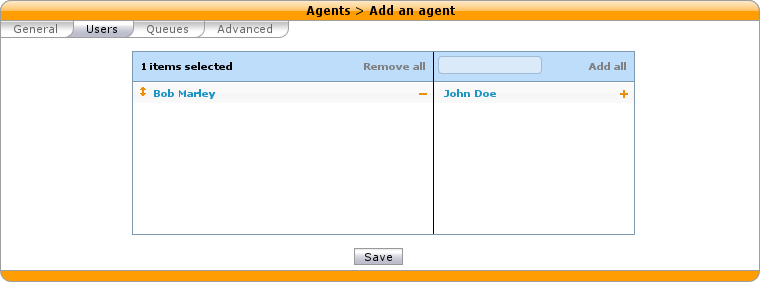 Agents > Add an agent
General Users Queues Advanced
1 items selected Remove all Add all
Bob Marley John Doe
Save